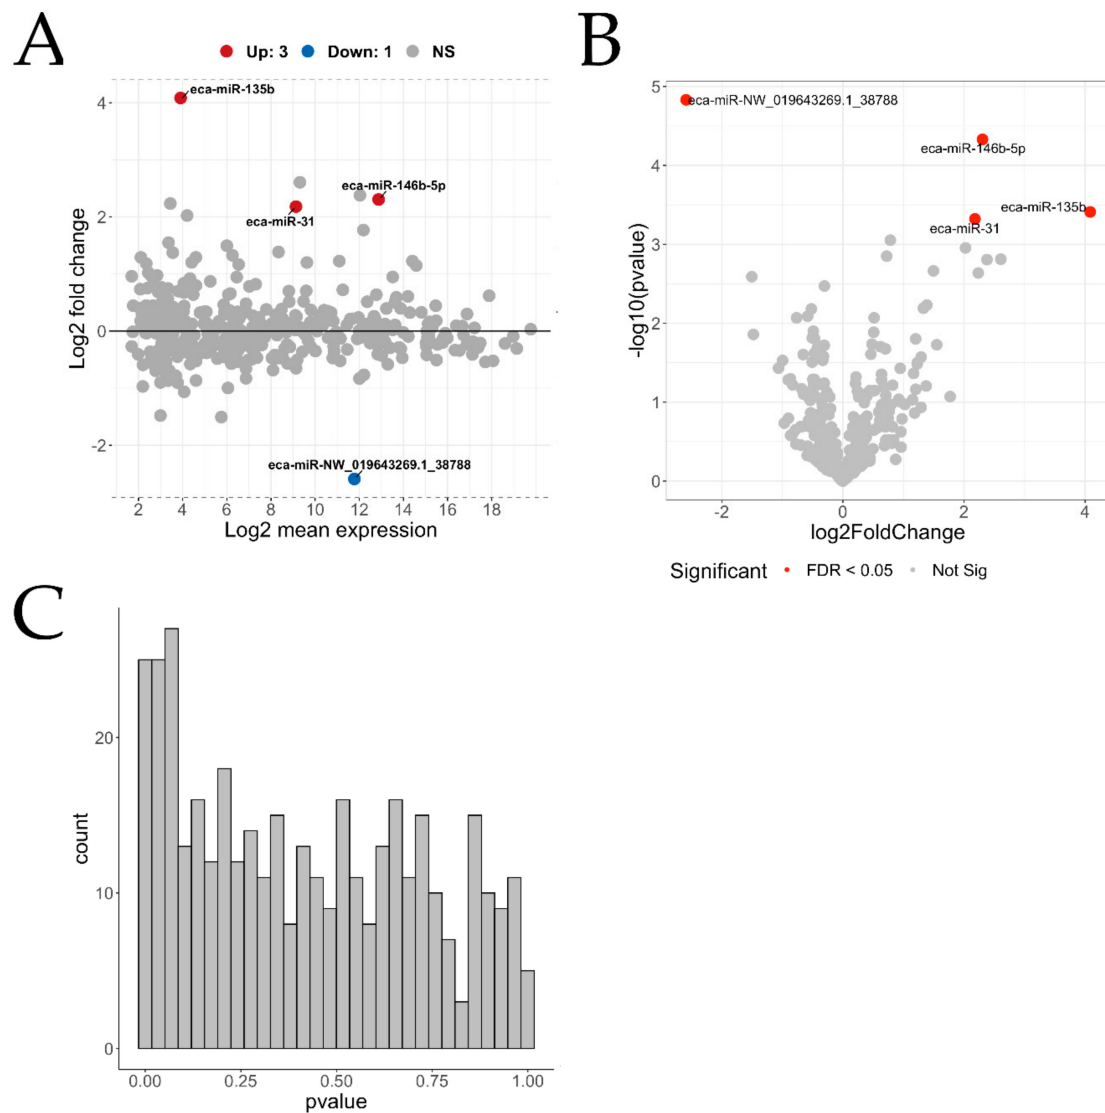 A
Up: 3 Down: 1 NS
eca-miR-135b
eca-miR-146b-5p
eca-miR-31
eca-miR-NW_019643269.1_38788
4
2
0
-2
Log2 fold change
2 4 6 8 10 12 14 16 18
Log2 mean expression
B
eca-miR-NW_019643269.1_38788
eca-miR-146b-5p
eca-miR-135b
eca-miR-31
5
4
3
2
1
0
-log10(pvalue)
-2 0 2 4
log2FoldChange
Significant FDR < 0.05 Not Sig
C
20
10
0
count
0.00 0.25 0.50 0.75 1.00
pvalue